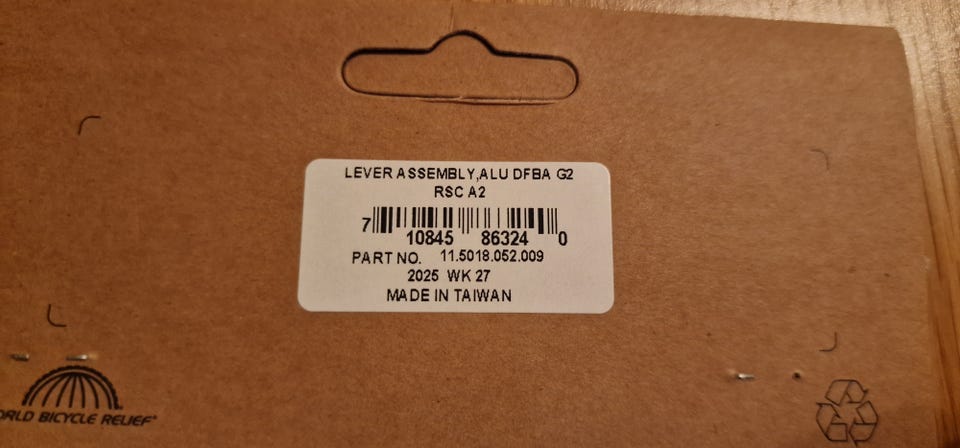 LEVER ASSEMBLY,ALU DFBA G2
RSC A2
7 10845 86324 0
PART NO. 11.5018.052.009
2025 WK 27
MADE IN TAIWAN
BICYCLE RELIEF